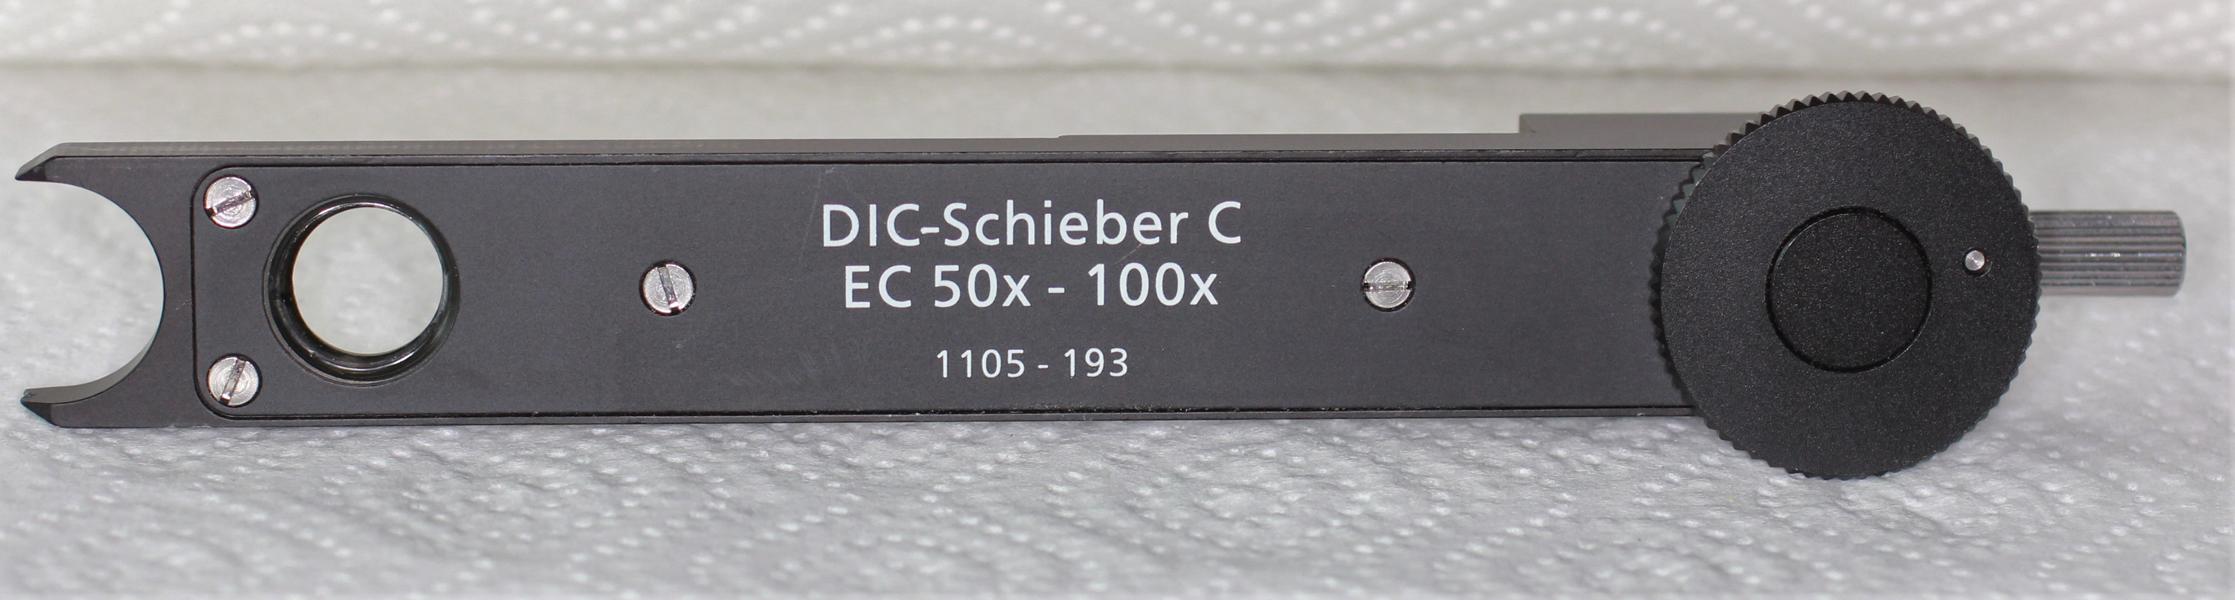 DIC-Schieber C
EC 50x - 100x
1105 - 193